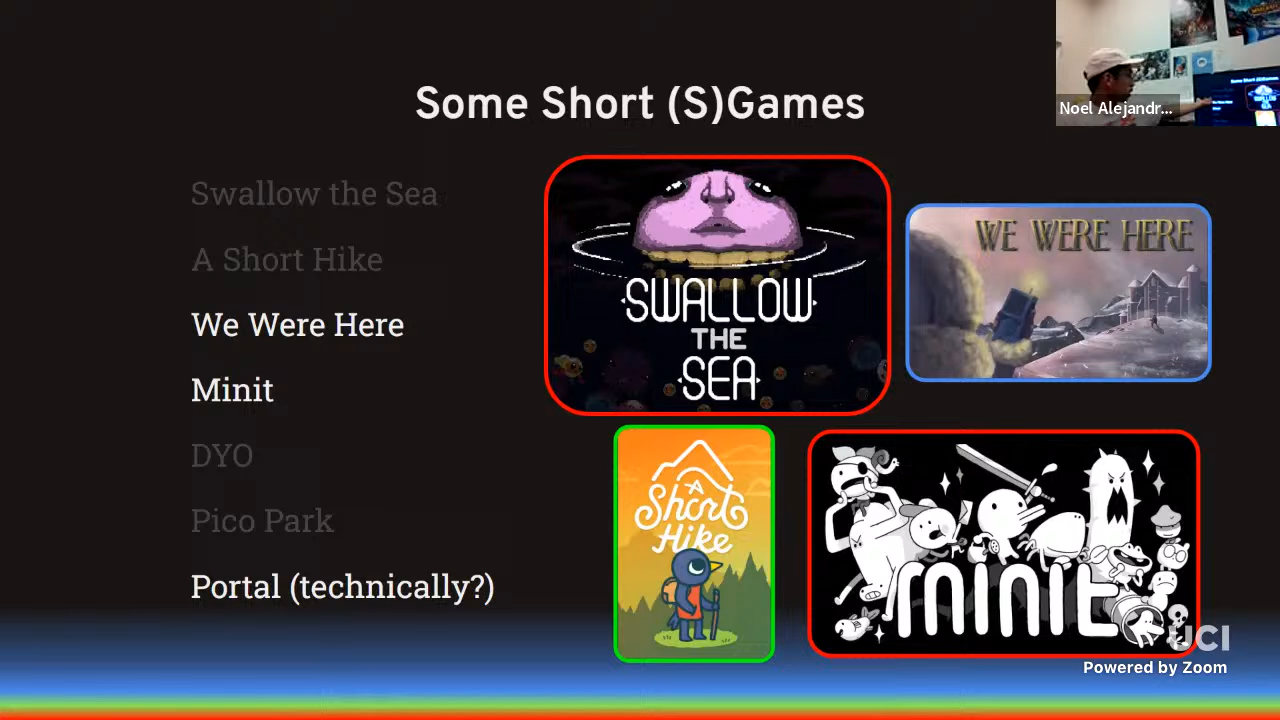 Some Short (S)Games
Noel Alejandr...
Swallow the Sea
A Short Hike
We Were Here
Minit
DYO
Pico Park
Portal (technically?)
SWALLOW
THE
SEA
WE WERE HERE
A
Short
Hike
minit
UCI
Powered by Zoom